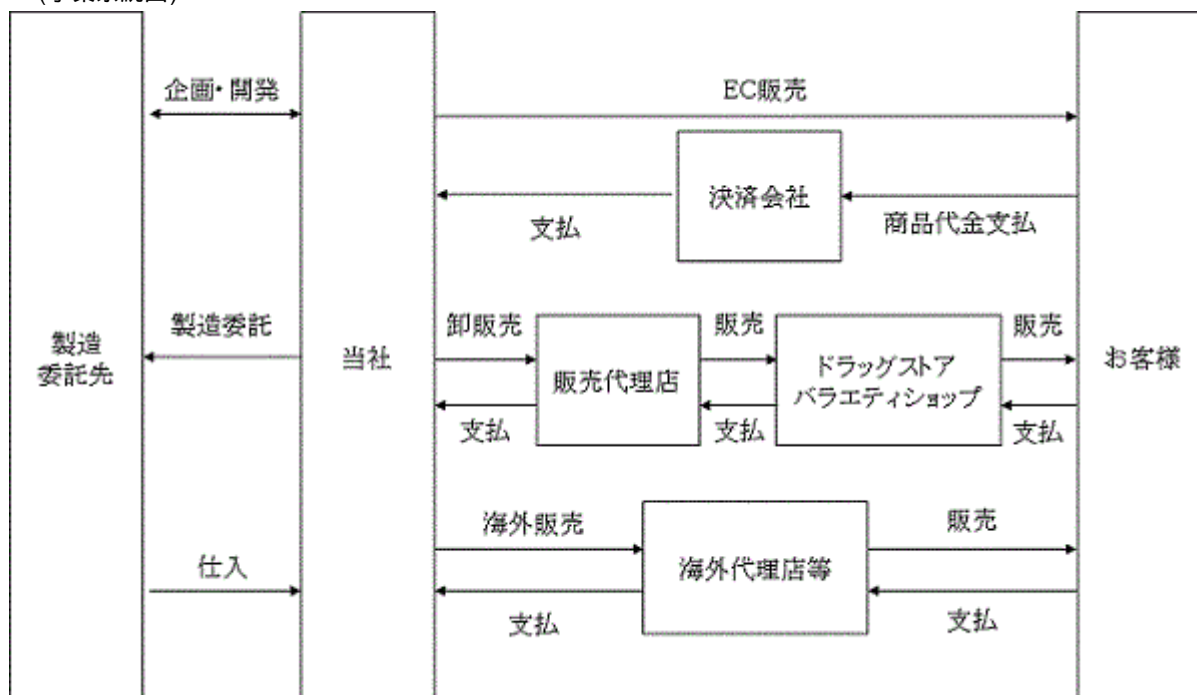 (事業系統図)
企画・開発
EC販売
決済会社
支払
商品代金支払
製造
委託先
製造委託
当社
卸販売
販売代理店
販売
ドラッグストア
バラエティショップ
販売
お客様
支払
支払
支払
仕入
海外販売
海外代理店等
販売
支払
支払